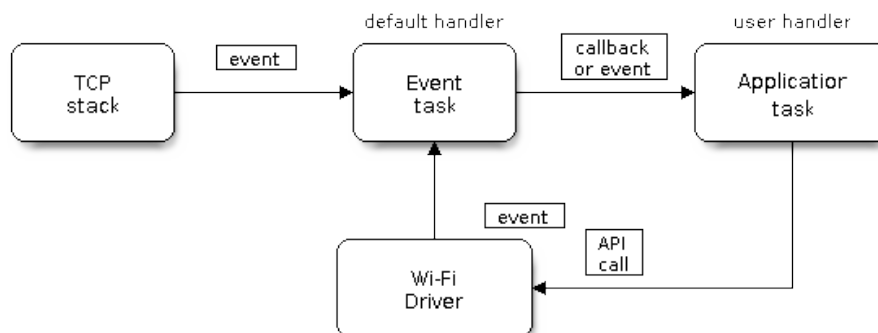 default handler
user handler
event
callback
or event
TCP
stack
Event
task
Application
task
event
API
call
Wi-Fi
Driver